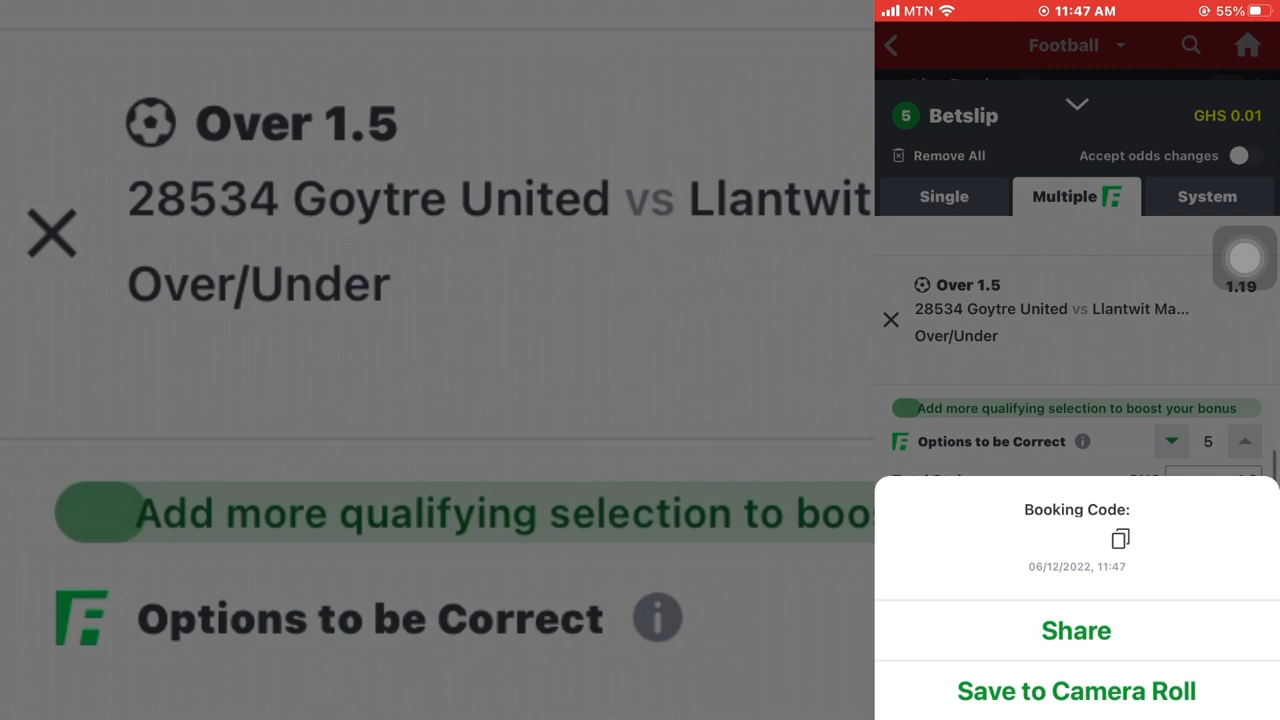 Over 1.5
28534 Goytre United vs Llantwit
Over/Under
Add more qualifying selection to boo
Options to be Correct
MTN 11:47 AM 55%
Football
5 Betslip GHS 0.01
Remove All Accept odds changes
Single Multiple System
Over 1.5 1.19
28534 Goytre United vs Llantwit Ma...
Over/Under
Add more qualifying selection to boost your bonus
Options to be Correct 5
Booking Code:
06/12/2022, 11:47
Share
Save to Camera Roll